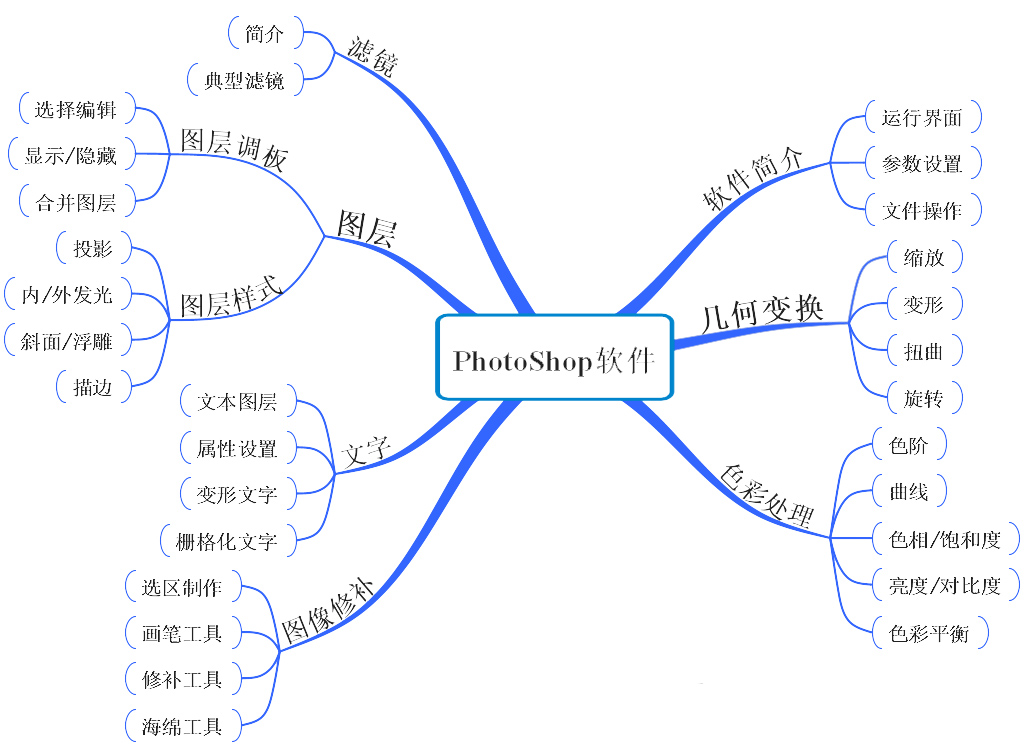 PhotoShop软件
软件简介
运行界面
参数设置
文件操作
几何变换
缩放
变形
扭曲
旋转
色彩处理
色阶
曲线
色相/饱和度
亮度/对比度
色彩平衡
滤镜
简介
典型滤镜
图层
图层调板
选择编辑
显示/隐藏
合并图层
图层样式
投影
内/外发光
斜面/浮雕
描边
文字
文本图层
属性设置
变形文字
栅格化文字
图像修补
选区制作
画笔工具
修补工具
海绵工具